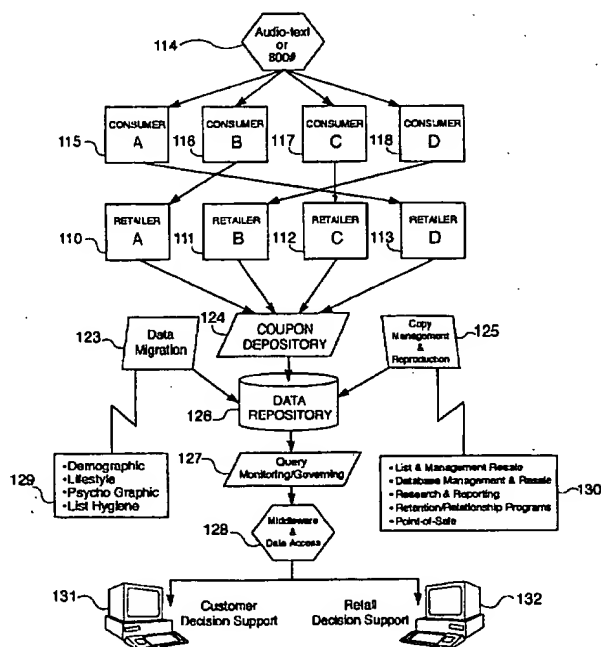 114
Audio-text
or
800#
CONSUMER
A
CONSUMER
B
CONSUMER
C
CONSUMER
D
115
116
117
118
RETAILER
A
RETAILER
B
RETAILER
C
RETAILER
D
110
111
112
113
124
COUPON
DEPOSITORY
123
Data
Migration
Copy
Management
&
Reproduction
125
126
DATA
REPOSITORY
127
Query
Monitoring/Governing
129
•Demographic
•Lifestyle
•Psycho Graphic
•List Hygiene
• List & Management Resale
• Database Management & Resale
• Research & Reporting
• Retention/Relationship Programs
• Point-of-Sale
130
128
Middleware
&
Data Access
131
Customer
Decision Support
Retail
Decision Support
132